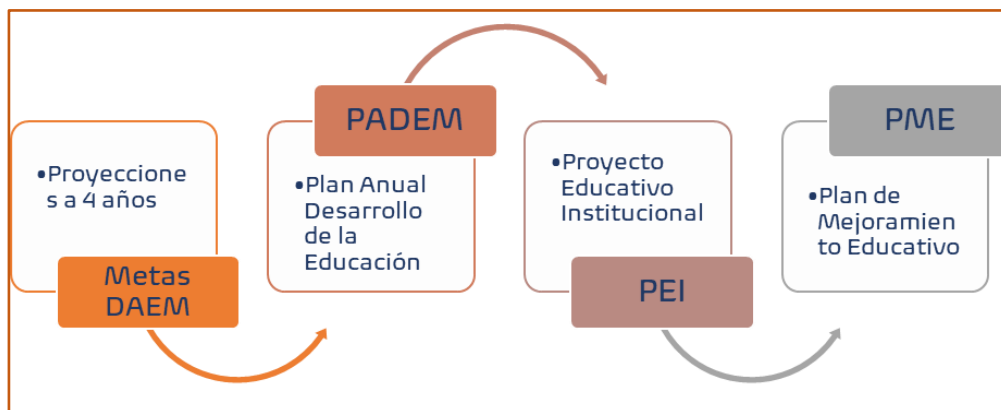 •Proyeccione
s a 4 años
Metas
DAEM
PADEM
•Plan Anual
Desarrollo
de la
Educación
•Proyecto
Educativo
Institucional
PEI
PME
•Plan de
Mejoramien
to Educativo